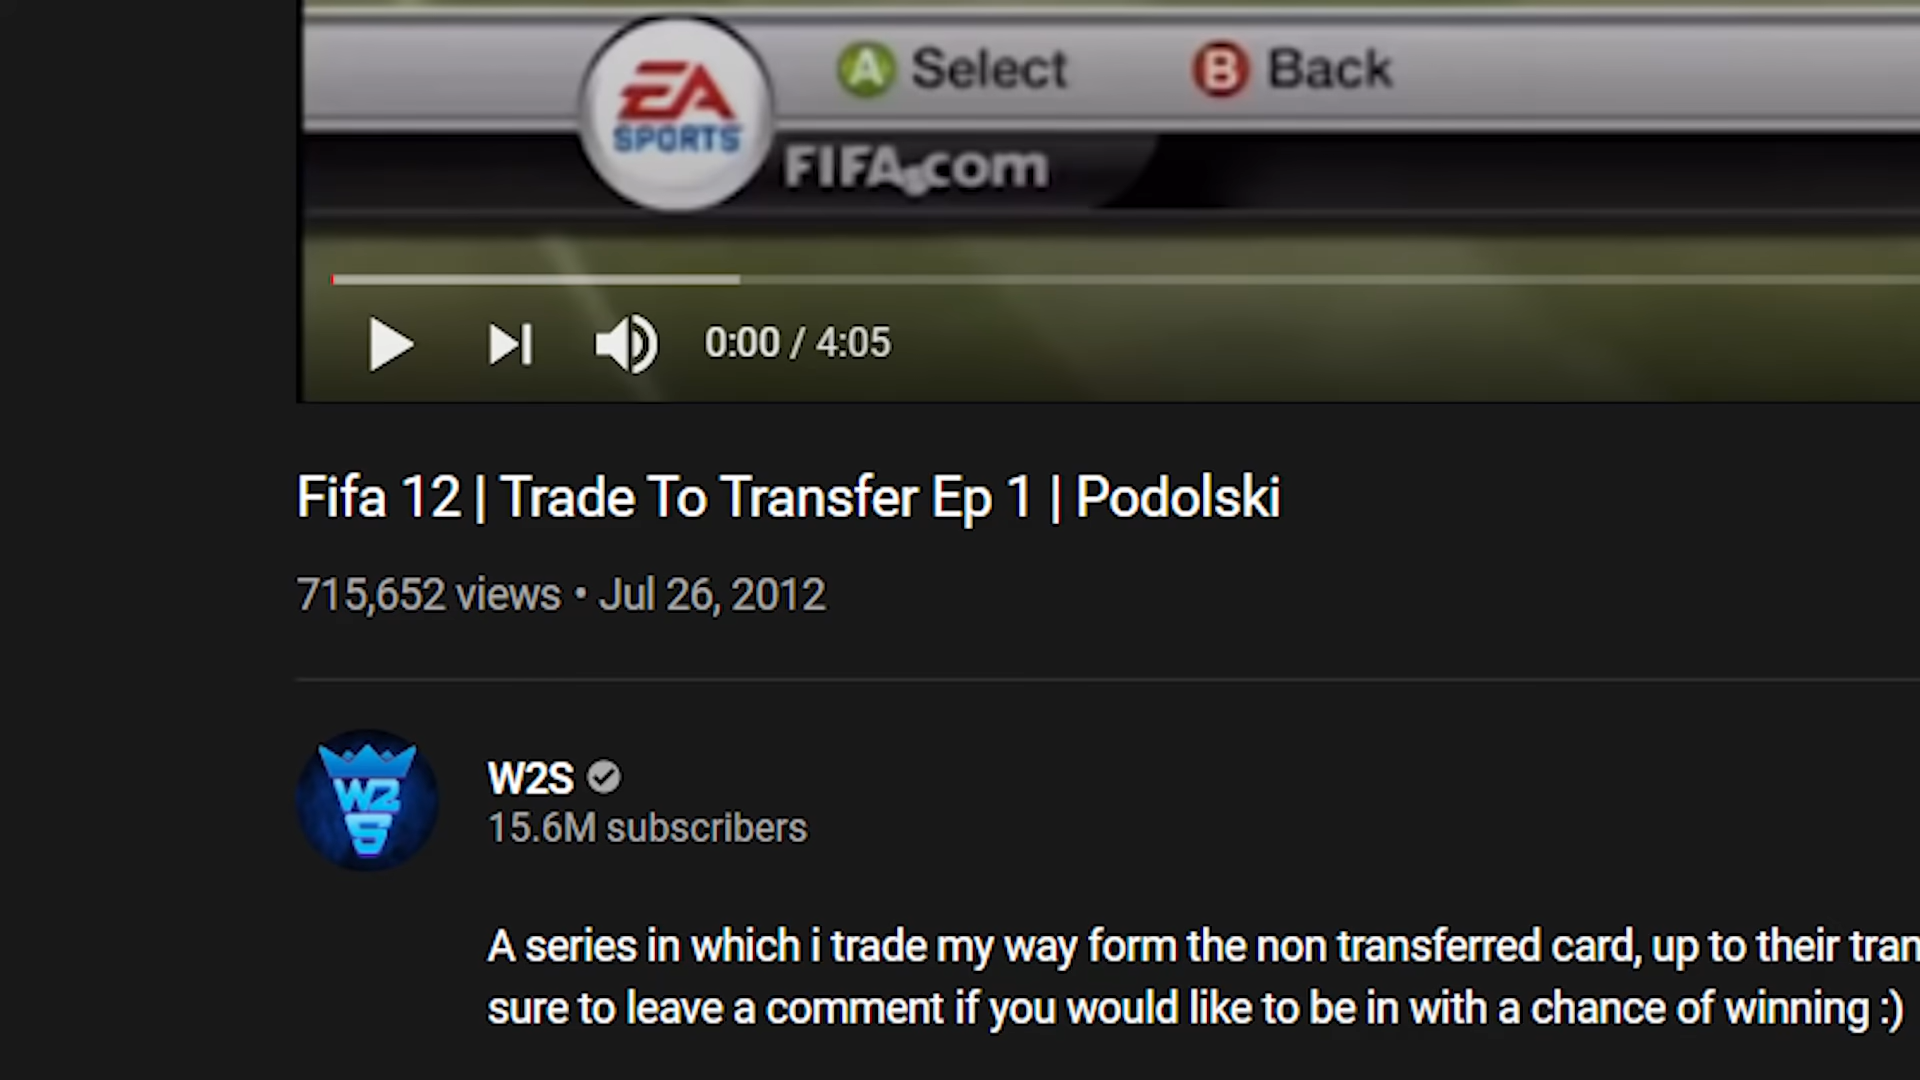 A Select B Back
EA
SPORTS
FIFA.com
0:00 / 4:05
Fifa 12 | Trade To Transfer Ep 1 | Podolski
715,652 views • Jul 26, 2012
W2S
W2S
15.6M subscribers
A series in which i trade my way form the non transferred card, up to their tran
sure to leave a comment if you would like to be in with a chance of winning :)